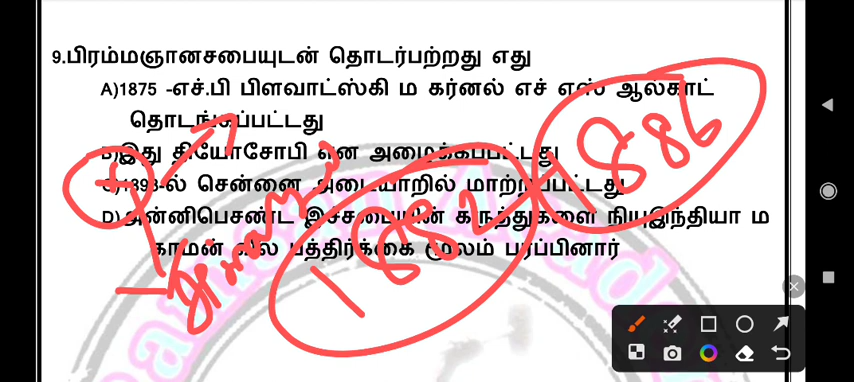 9.பிரம்மஞானசபையுடன் தொடர்பற்றது எது
A)1875 -எச்.பி பிளவாட்ஸ்கி ம கர்னல் எச் எஸ் ஆல்காட்
தொடங்கப்பட்டது
B)இது தியோசோபி என அழைக்கப்பட்டது
C)1893-ல் சென்னை அடையாறில் மாற்றப்பட்டது
D)அன்னிபெசண்ட இச்சபையின் கருத்துகளை நியுஇந்தியா ம
காமன் வீல் பத்திர்க்கை மூலம் பரப்பினார்
1886
1882